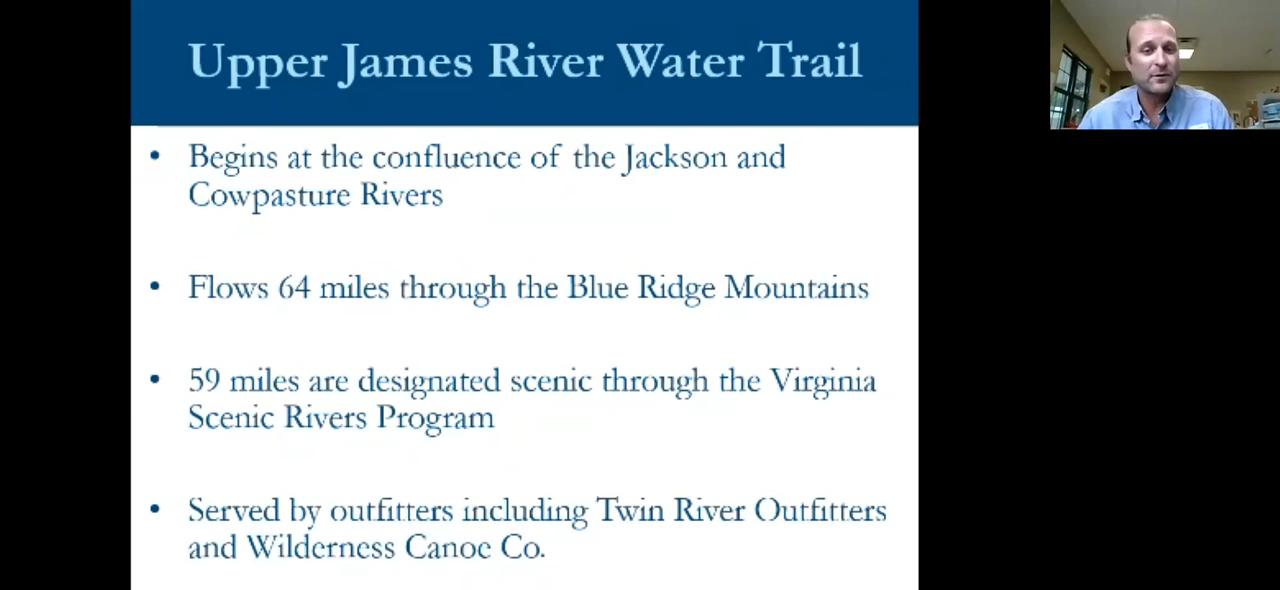 Upper James River Water Trail
• Begins at the confluence of the Jackson and
Cowpasture Rivers
• Flows 64 miles through the Blue Ridge Mountains
• 59 miles are designated scenic through the Virginia
Scenic Rivers Program
• Served by outfitters including Twin River Outfitters
and Wilderness Canoe Co.